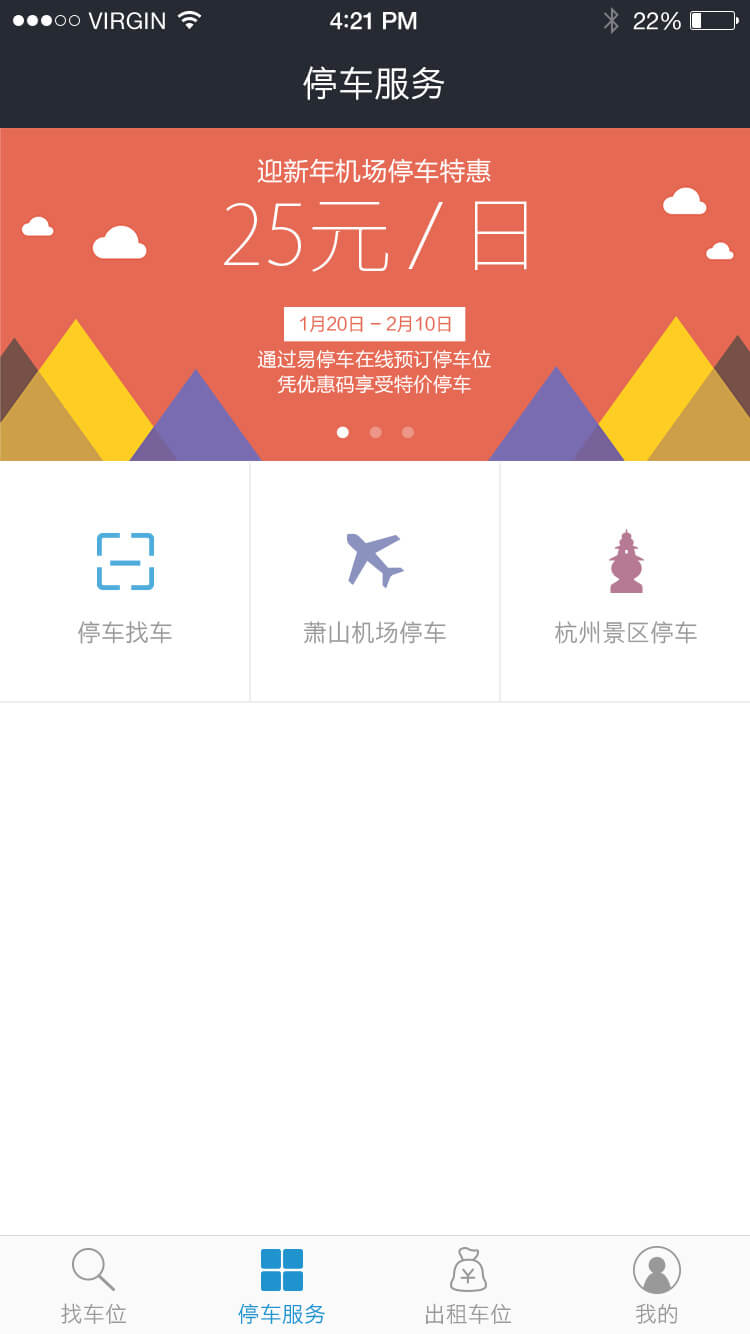 VIRGIN 4:21 PM 22%
停车服务
迎新年机场停车特惠
25元/日
1月20日－2月10日
通过易停车在线预订停车位
凭优惠码享受特价停车
停车找车 萧山机场停车 杭州景区停车
找车位 停车服务 出租车位 我的